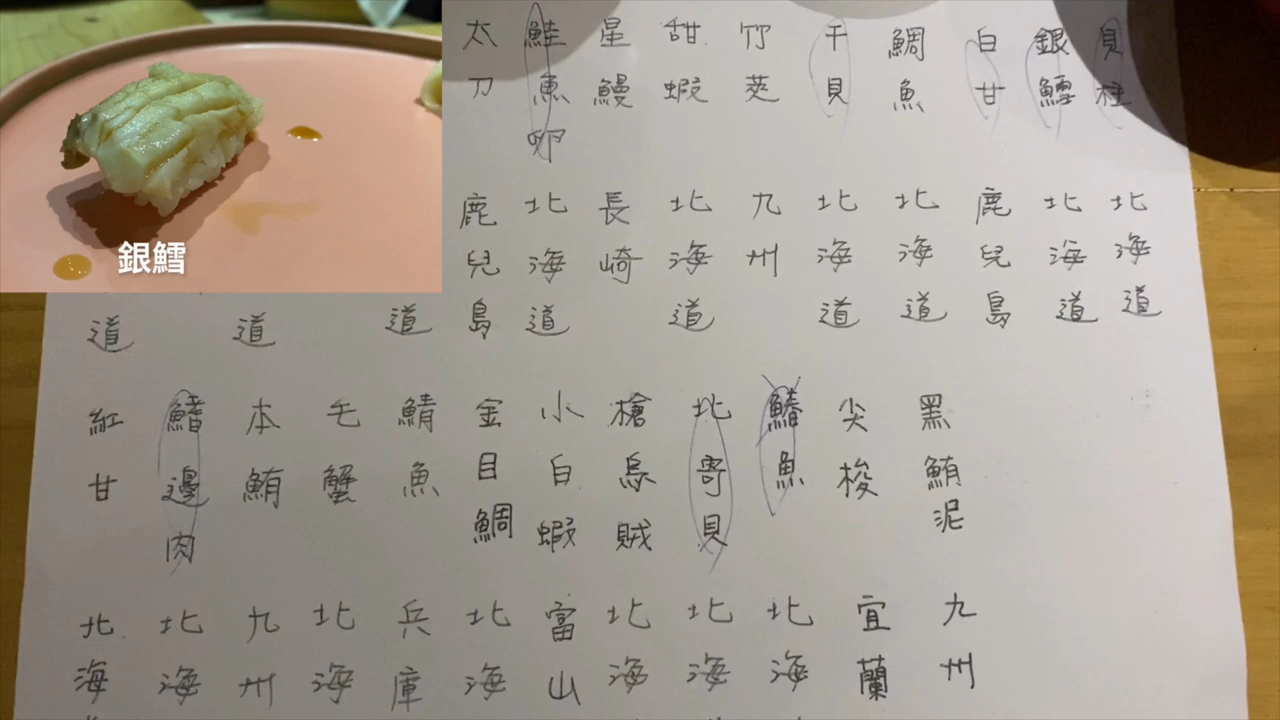 銀鱈
貝柱
銀鱈
白甘
鯛魚
干貝
竹莢
甜蝦
星鰻
鮭魚卵
太刀
北海道
北海道
鹿兒島
北海道
北海道
九州
北海道
長崎
北海道
鹿兒島
道
道
道
黑鮪泥
尖梭
鰆魚
北寄貝
槍烏賊
小白蝦
金目鯛
鯖魚
毛蟹
本鮪
鰭邊肉
紅甘
九州
宜蘭
北海
北海
北海
富山
北海
兵庫
北海
九州
北海
北海